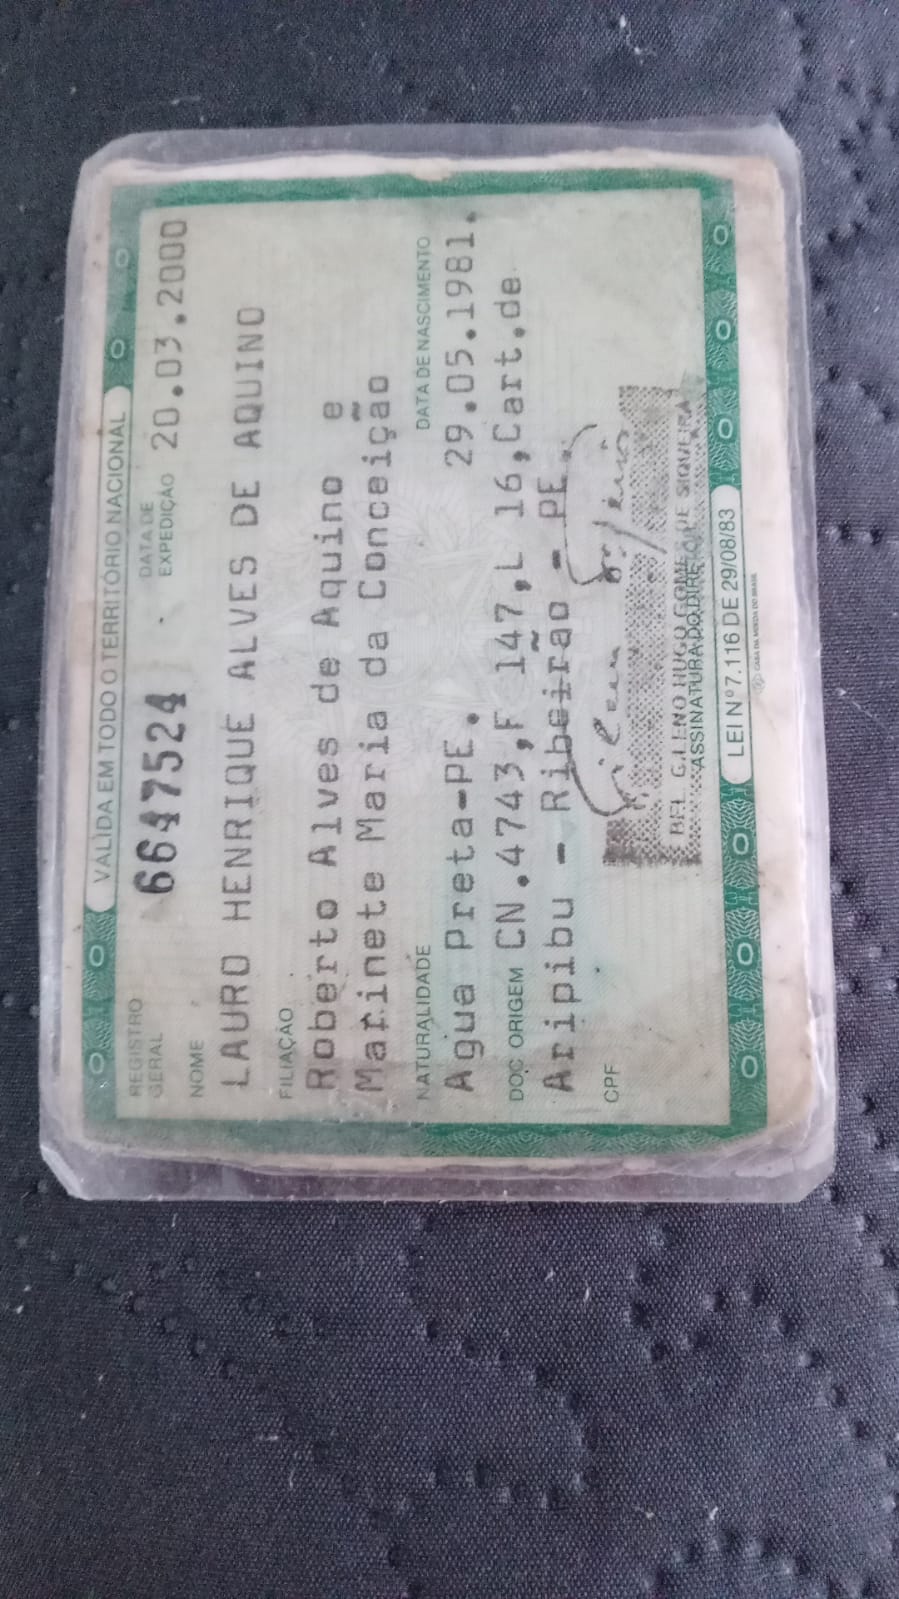 VALIDA EM TODO O TERRITÓRIO NACIONAL
REGISTRO GERAL 6647524 DATA DE EXPEDIÇÃO 20.03.2000
NOME
LAURO HENRIQUE ALVES DE AQUINO
FILIAÇÃO
Roberto Alves de Aquino e
Marinete Maria da Conceição
NATURALIDADE DATA DE NASCIMENTO
Agua Preta-PE. 29.05.1981.
DOC ORIGEM CN.4743,F 147,L 16,Cart.de
Aripibu - Ribeirão - PE.
CPF
BEL. GILENO HUGO GOMES DE SIQUEIRA
ASSINATURA DO DIRETOR
LEI Nº 7.116 DE 29/08/83
CASA DA MOEDA DO BRASIL